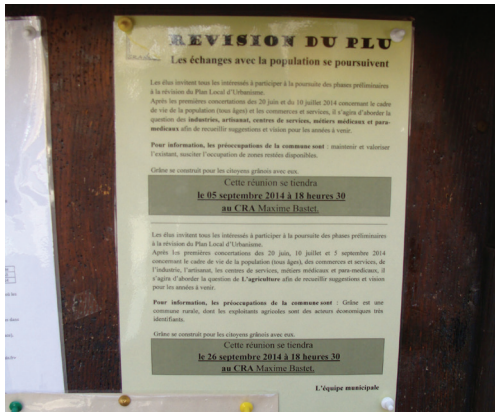 REVISION DU PLU
Les échanges avec la population se poursuivent
Les élus invitent tous les intéressés à participer à la poursuite des phases préliminaires
à la révision du Plan Local d'Urbanisme.
Après les premières concertations des 20 juin et du 10 juillet 2014 concernant le cadre
de vie de la population (tous âges) et les commerces et services, il s'agira d'aborder la
question des industries, artisanat, centres de services, métiers médicaux et para-
medicaux afin de recueillir suggestions et vision pour les années à venir.
Pour information, les préoccupations de la commune sont : maintenir et valoriser
l'existant, susciter l'occupation de zones restées disponibles.
Grâne se construit pour les citoyens grânois avec eux.
Cette réunion se tiendra
le 05 septembre 2014 à 18 heures 30
au CRA Maxime Bastet.
Les élus invitent tous les intéressés à participer à la poursuite des phases préliminaires
à la révision du Plan Local d'Urbanisme.
Après les premières concertations des 20 juin, 10 juillet et 5 septembre 2014
concernant le cadre de vie de la population (tous âges), des commerces et services, de
l'industrie, l'artisanat, les centres de services, métiers médicaux et para-medicaux, il
s'agira d'aborder la question de L'agriculture afin de recueillir suggestions et vision
pour les années à venir.
Pour information, les préoccupations de la commune sont : Grâne est une
commune rurale, dont les exploitants agricoles sont des acteurs économiques très
identifiants.
Grâne se construit pour les citoyens grânois avec eux.
Cette réunion se tiendra
le 26 septembre 2014 à 18 heures 30
au CRA Maxime Bastet.
L'équipe municipale